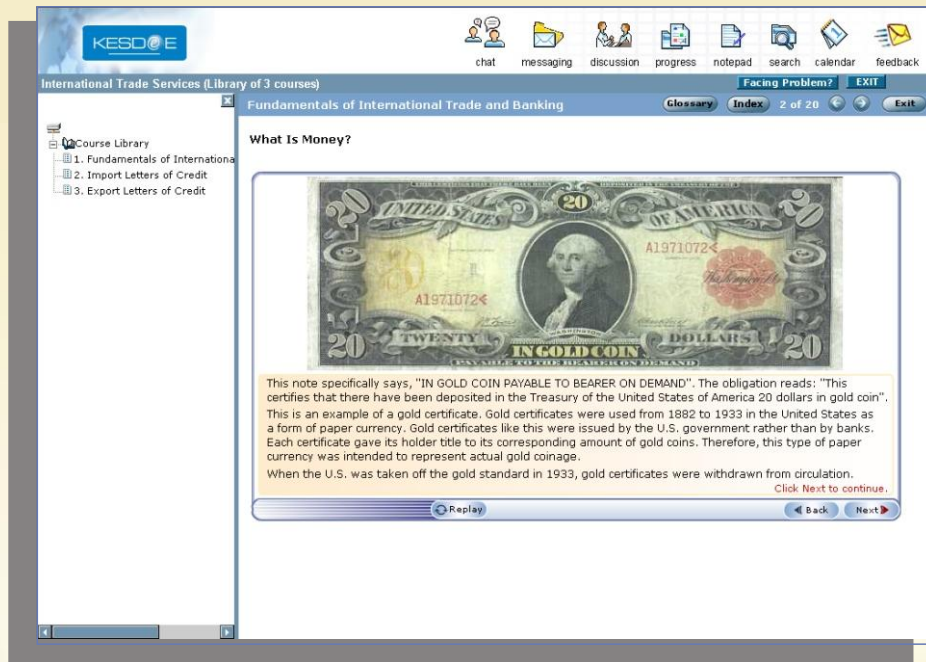 KESD@E
chat messaging discussion progress notepad search calendar feedback
International Trade Services (Library of 3 courses)
Facing Problem? EXIT
Fundamentals of International Trade and Banking
Glossary Index 2 of 20 Exit
Course Library
1. Fundamentals of Internationa
2. Import Letters of Credit
3. Export Letters of Credit
What Is Money?
20
UNITED STATES OF AMERICA
20 20
A1971072
A1971072
WASHINGTON
TWENTY DOLLARS
20 20
IN GOLD COIN
PAYABLE TO THE BEARER ON DEMAND
This note specifically says, "IN GOLD COIN PAYABLE TO BEARER ON DEMAND". The obligation reads: "This
certifies that there have been deposited in the Treasury of the United States of America 20 dollars in gold coin".
This is an example of a gold certificate. Gold certificates were used from 1882 to 1933 in the United States as
a form of paper currency. Gold certificates like this were issued by the U.S. government rather than by banks.
Each certificate gave its holder title to its corresponding amount of gold coins. Therefore, this type of paper
currency was intended to represent actual gold coinage.
When the U.S. was taken off the gold standard in 1933, gold certificates were withdrawn from circulation.
Click Next to continue.
Replay
Back Next